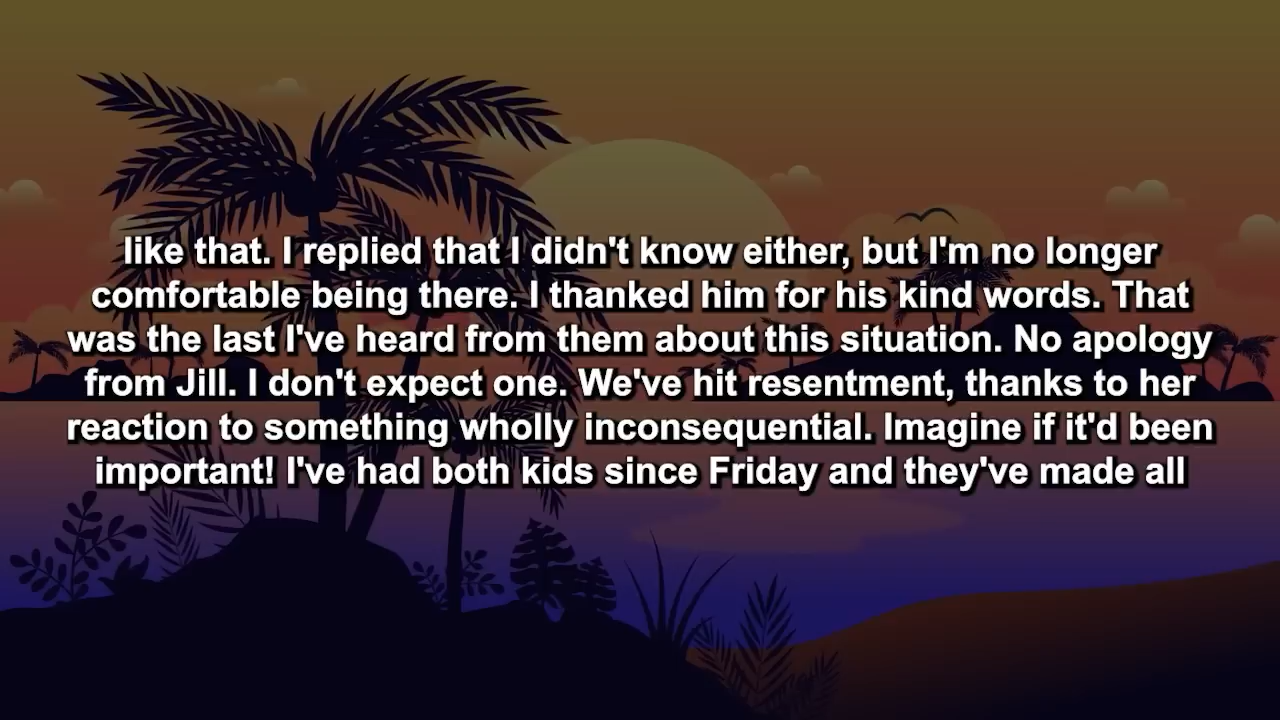 like that. I replied that I didn't know either, but I'm no longer
comfortable being there. I thanked him for his kind words. That
was the last I've heard from them about this situation. No apology
from Jill. I don't expect one. We've hit resentment, thanks to her
reaction to something wholly inconsequential. Imagine if it'd been
important! I've had both kids since Friday and they've made all